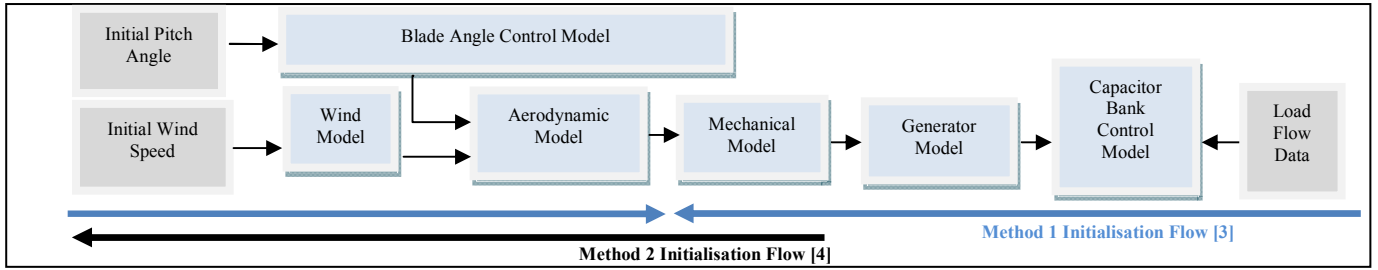 Initial Pitch
Angle
Blade Angle Control Model
Initial Wind
Speed
Wind
Model
Aerodynamic
Model
Mechanical
Model
Generator
Model
Capacitor
Bank
Control
Model
Load
Flow
Data
Method 1 Initialisation Flow [3]
Method 2 Initialisation Flow [4]